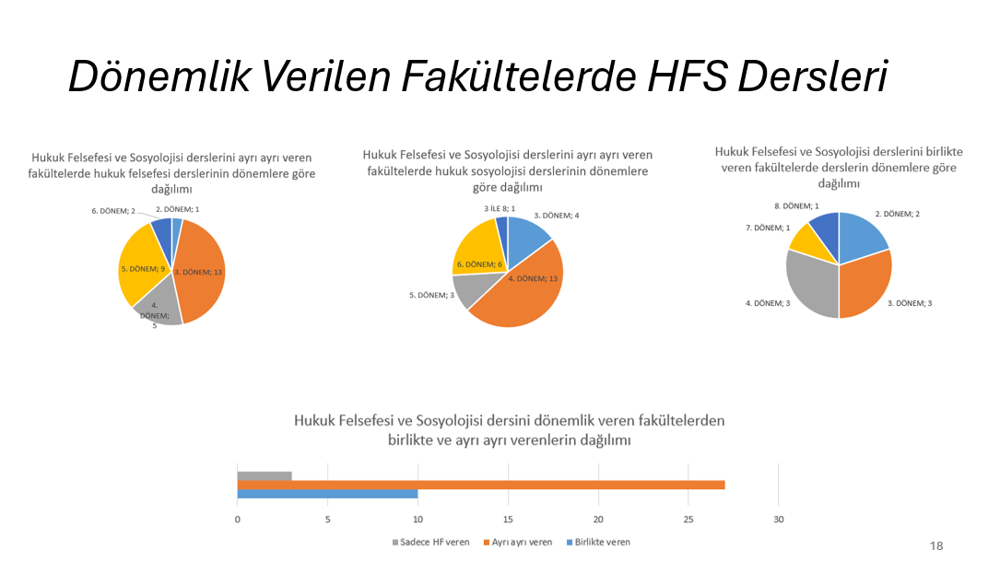 Dönemlik Verilen Fakültelerde HFS Dersleri
Hukuk Felsefesi ve Sosyolojisi derslerini ayrı ayrı veren
fakültelerde hukuk felsefesi derslerinin dönemlere göre
dağılımı
6. DÖNEM; 2
2. DÖNEM; 1
5. DÖNEM; 9
3. DÖNEM; 13
4.
DÖNEM;
5
Hukuk Felsefesi ve Sosyolojisi derslerini ayrı ayrı veren
fakültelerde hukuk sosyolojisi derslerinin dönemlere
göre dağılımı
3 İLE 8; 1
3. DÖNEM; 4
6. DÖNEM; 6
4. DÖNEM; 13
5. DÖNEM; 3
Hukuk Felsefesi ve Sosyolojisi derslerini birlikte
veren fakültelerde derslerin dönemlere göre
dağılımı
8. DÖNEM; 1
2. DÖNEM; 2
7. DÖNEM; 1
4. DÖNEM; 3
3. DÖNEM; 3
Hukuk Felsefesi ve Sosyolojisi dersini dönemlik veren fakültelerden
birlikte ve ayrı ayrı verenlerin dağılımı
0 5 10 15 20 25 30
Sadece HF veren Ayrı ayrı veren Birlikte veren
18